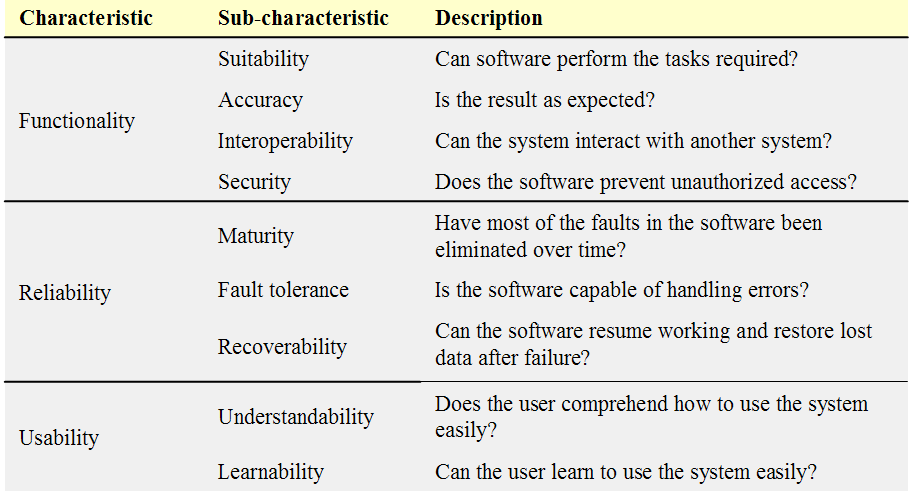 Characteristic Sub-characteristic Description
Suitability Can software perform the tasks required?
Accuracy Is the result as expected?
Functionality
Interoperability Can the system interact with another system?
Security Does the software prevent unauthorized access?
Maturity Have most of the faults in the software been
eliminated over time?
Reliability Fault tolerance Is the software capable of handling errors?
Recoverability Can the software resume working and restore lost
data after failure?
Usability
Understandability Does the user comprehend how to use the system
easily?
Learnability Can the user learn to use the system easily?